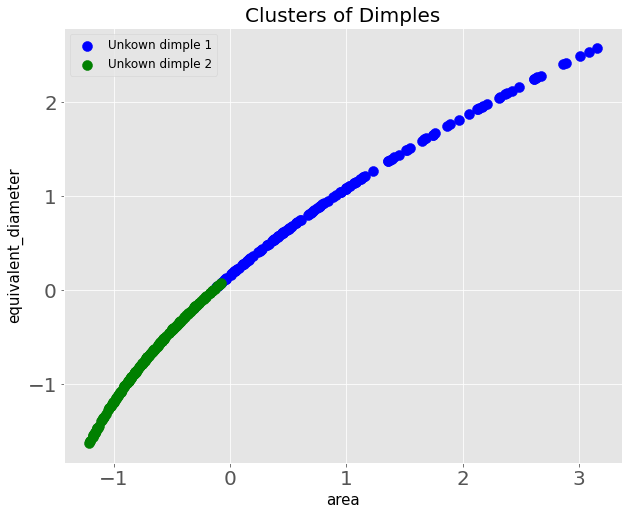 Clusters of Dimples
Unkown dimple 1
Unkown dimple 2
equivalent_diameter
2
1
0
−1
−1 0 1 2 3
area